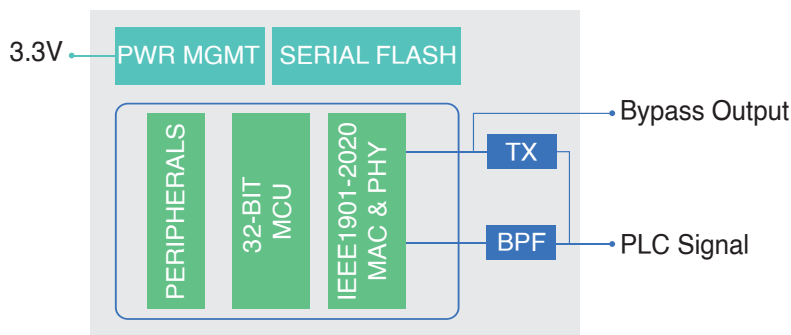 3.3V
PWR MGMT
SERIAL FLASH
PERIPHERALS
32-BIT
MCU
IEEE1901-2020
MAC & PHY
Bypass Output
TX
BPF
PLC Signal